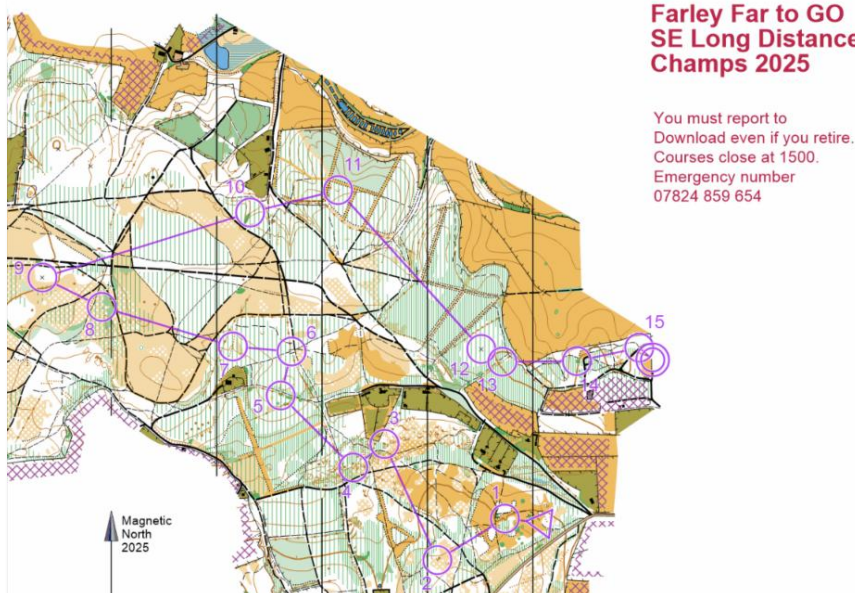 Farley Far to GO
SE Long Distance
Champs 2025
You must report to
Download even if you retire.
Courses close at 1500.
Emergency number
07824 859 654
11
10
9
15
8
6
7
12
13
14
5
3
4
1
2
Magnetic
North
2025